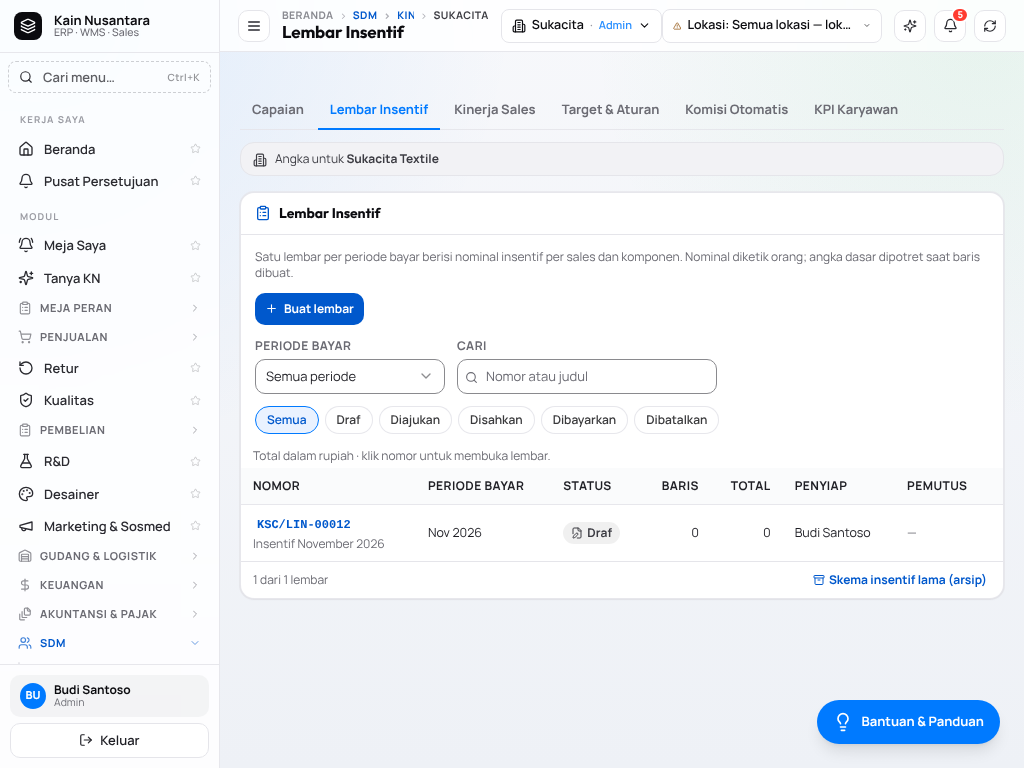 Kain Nusantara
ERP · WMS · Sales
Cari menu...
Ctrl+K
KERJA SAYA
Beranda
Pusat Persetujuan
MODUL
Meja Saya
Tanya KN
MEJA PERAN
PENJUALAN
Retur
Kualitas
PEMBELIAN
R&D
Desainer
Marketing & Sosmed
GUDANG & LOGISTIK
KEUANGAN
AKUNTANSI & PAJAK
SDM
BU
Budi Santoso
Admin
Keluar
BERANDA › SDM › KIN › SUKACITA
Lembar Insentif
Sukacita · Admin
Lokasi: Semua lokasi — lok...
5
Capaian
Lembar Insentif
Kinerja Sales
Target & Aturan
Komisi Otomatis
KPI Karyawan
Angka untuk Sukacita Textile
Lembar Insentif
Satu lembar per periode bayar berisi nominal insentif per sales dan komponen. Nominal diketik orang; angka dasar dipotret saat baris
dibuat.
Buat lembar
PERIODE BAYAR
CARI
Semua periode
Nomor atau judul
Semua
Draf
Diajukan
Disahkan
Dibayarkan
Dibatalkan
Total dalam rupiah · klik nomor untuk membuka lembar.
NOMOR PERIODE BAYAR STATUS BARIS TOTAL PENYIAP PEMUTUS
KSC/LIN-00012
Insentif November 2026
Nov 2026
Draf
0
0
Budi Santoso
—
1 dari 1 lembar
Skema insentif lama (arsip)
Bantuan & Panduan